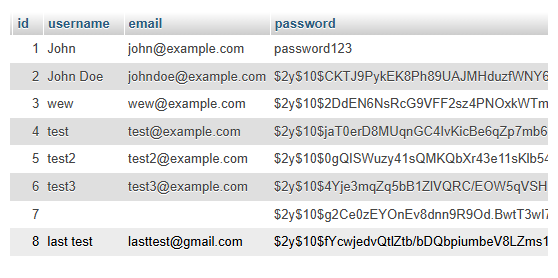 id username email password
1 John john@example.com password123
2 John Doe johndoe@example.com $2y$10$CKTJ9PykEK8Ph89UAJMHduzfWNY6
3 wew wew@example.com $2y$10$2DdEN6NsRcG9VFF2sz4PNOxkWTm
4 test test@example.com $2y$10$jaT0erD8MUqnGC4IvKicBe6qZp7mb6
5 test2 test2@example.com $2y$10$0gQISWuzy41sQMKQbXr43e11sKlb54
6 test3 test3@example.com $2y$10$4Yje3mqZq5bB1ZlVQRC/EOW5qVSH
7 $2y$10$g2Ce0zEYOnEv8dnn9R9Od.BwtT3wI7
8 last test lasttest@gmail.com $2y$10$fYcwjedvQtlZtb/bDQbpiumbeV8LZms1